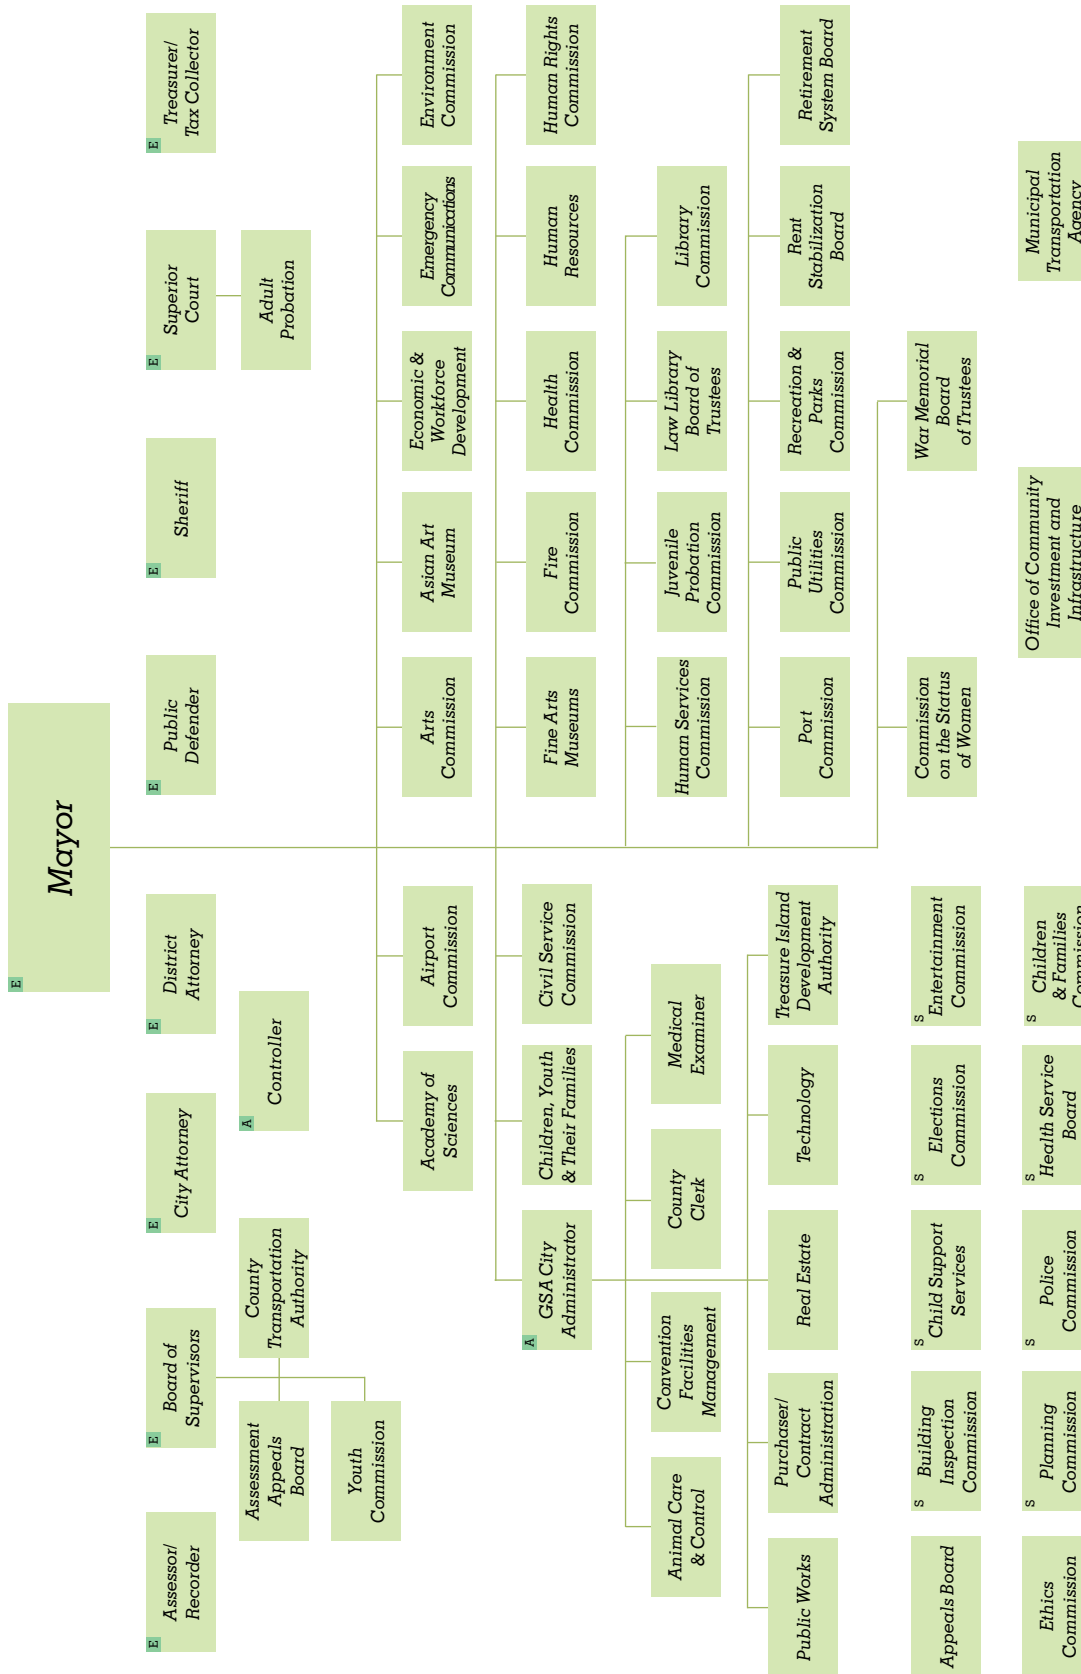 E
Mayor
E
Assessor/
Recorder
E
Board of
Supervisors
E
City Attorney
E
District
Attorney
E
Public
Defender
E
Sheriff
E
Superior
Court
E
Treasurer/
Tax Collector
Assessment
Appeals
Board
County
Transportation
Authority
A
Controller
Adult
Probation
Youth
Commission
Academy of
Sciences
Airport
Commission
Arts
Commission
Asian Art
Museum
Economic &
Workforce
Development
Emergency
Communications
Environment
Commission
A
GSA City
Administrator
Children, Youth
& Their Families
Civil Service
Commission
Fine Arts
Museums
Fire
Commission
Health
Commission
Human
Resources
Human Rights
Commission
Animal Care
& Control
Convention
Facilities
Management
County
Clerk
Medical
Examiner
Human Services
Commission
Juvenile
Probation
Commission
Law Library
Board of
Trustees
Library
Commission
Public Works
Purchaser/
Contract
Administration
Real Estate
Technology
Treasure Island
Development
Authority
Port
Commission
Public
Utilities
Commission
Recreation &
Parks
Commission
Rent
Stabilization
Board
Retirement
System Board
Appeals Board
S
Building
Inspection
Commission
S
Child Support
Services
S
Elections
Commission
S
Entertainment
Commission
Commission
on the Status
of Women
War Memorial
Board
of Trustees
Ethics
Commission
S
Planning
Commission
S
Police
Commission
S
Health Service
Board
S
Children
& Families
Commission
Office of Community
Investment and
Infrastructure
Municipal
Transportation
Agency